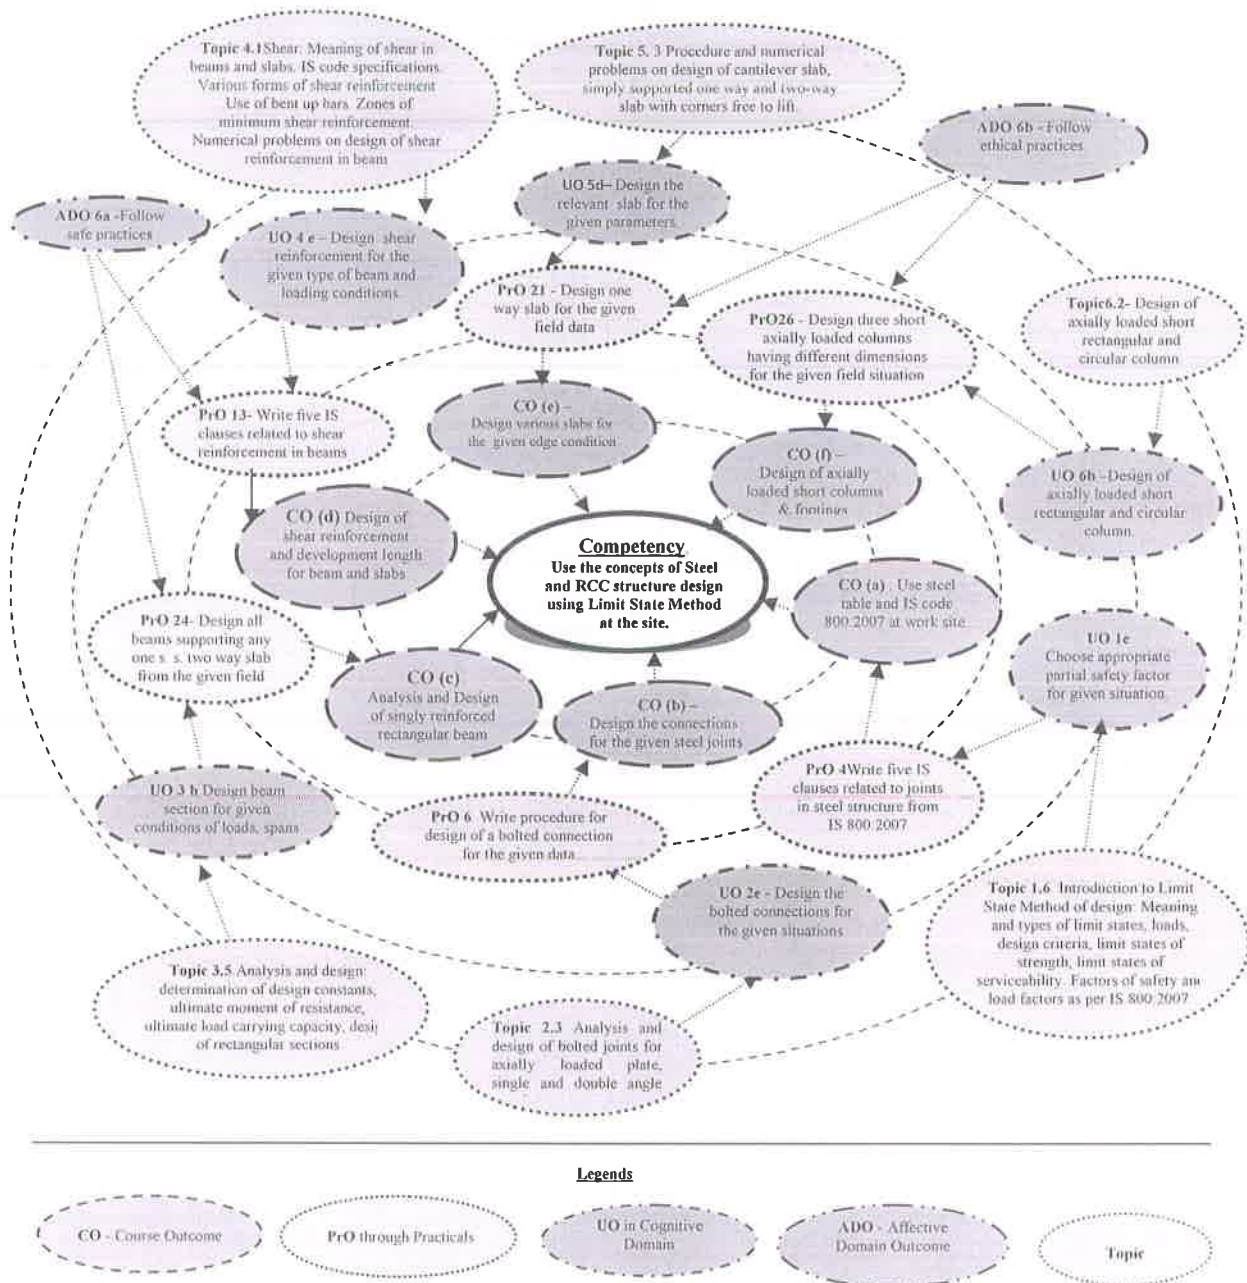 Topic 4.1Shear: Meaning of shear in
beams and slabs. IS code specifications.
Various forms of shear reinforcement
Use of bent up bars. Zones of
minimum shear reinforcement.
Numerical problems on design of shear
reinforcement in beam
Topic 5. 3 Procedure and numerical
problems on design of cantilever slab,
simply supported one way and two-way
slab with corners free to lift.
ADO 6b - Follow
ethical practices
ADO 6a -Follow
safe practices
UO 4 e – Design shear
reinforcement for the
given type of beam and
loading conditions.
UO 5d– Design the
relevant slab for the
given parameters
PrO 21 - Design one
way slab for the given
field data
PrO26 - Design three short
axially loaded columns
having different dimensions
for the given field situation
Topic6.2- Design of
axially loaded short
rectangular and
circular column
PrO 13- Write five IS
clauses related to shear
reinforcement in beams
CO (e) –
Design various slabs for
the given edge condition
CO (f) –
Design of axially
loaded short columns
& footings
UO 6b –Design of
axially loaded short
rectangular and circular
column.
CO (d) Design of
shear reinforcement
and development length
for beam and slabs
Competency
Use the concepts of Steel
and RCC structure design
using Limit State Method
at the site.
CO (a) . Use steel
table and IS code
800:2007 at work site
PrO 24- Design all
beams supporting any
one s. s. two way slab
from the given field
UO 1e
Choose appropriate
partial safety factor
for given situation.
CO (c)
Analysis and Design
of singly reinforced
rectangular beam
CO (b) –
Design the connections
for the given steel joints
UO 3 h Design beam
section for given
conditions of loads, spans
PrO 6 Write procedure for
design of a bolted connection
for the given data
PrO 4Write five IS
clauses related to joints
in steel structure from
IS 800:2007
UO 2e - Design the
bolted connections for
the given situations
Topic 1.6 Introduction to Limit
State Method of design: Meaning
and types of limit states, loads,
design criteria, limit states of
strength, limit states of
serviceability. Factors of safety an
load factors as per IS 800:2007
Topic 3.5 Analysis and design:
determination of design constants,
ultimate moment of resistance,
ultimate load carrying capacity, desi
of rectangular sections
Topic 2.3 Analysis and
design of bolted joints for
axially loaded plate,
single and double angle
Legends
CO - Course Outcome
PrO through Practicals
UO in Cognitive
Domain
ADO - Affective
Domain Outcome
Topic